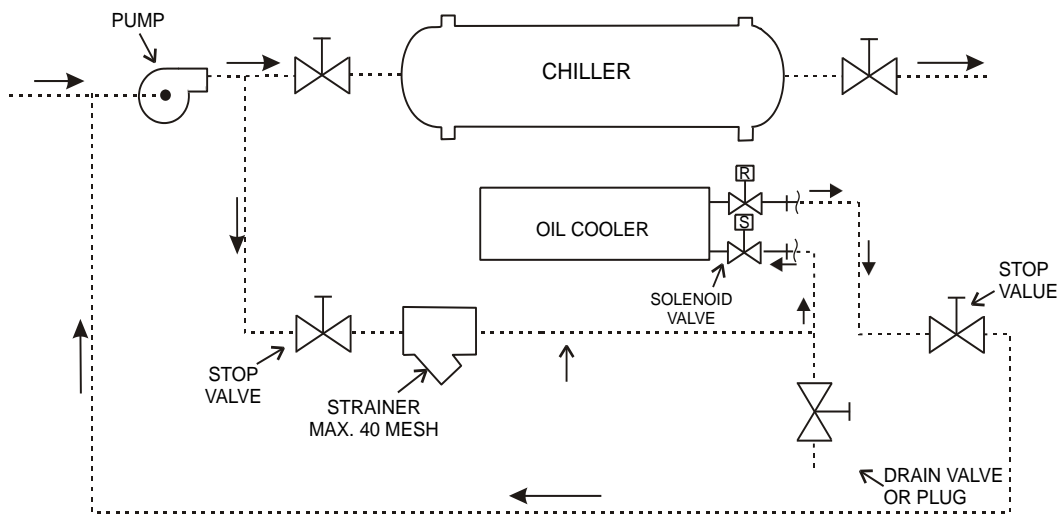 PUMP
CHILLER
R
OIL COOLER
S
SOLENOID
VALVE
STOP
VALUE
STOP
VALVE
STRAINER
MAX. 40 MESH
DRAIN VALVE
OR PLUG